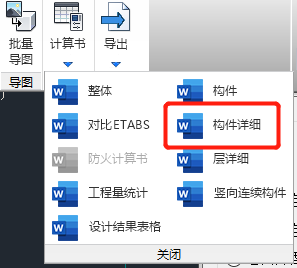 批量
导图
计算书
导出
导图
整体
构件
对比ETABS
构件详细
防火计算书
层详细
工程量统计
竖向连续构件
设计结果表格
关闭